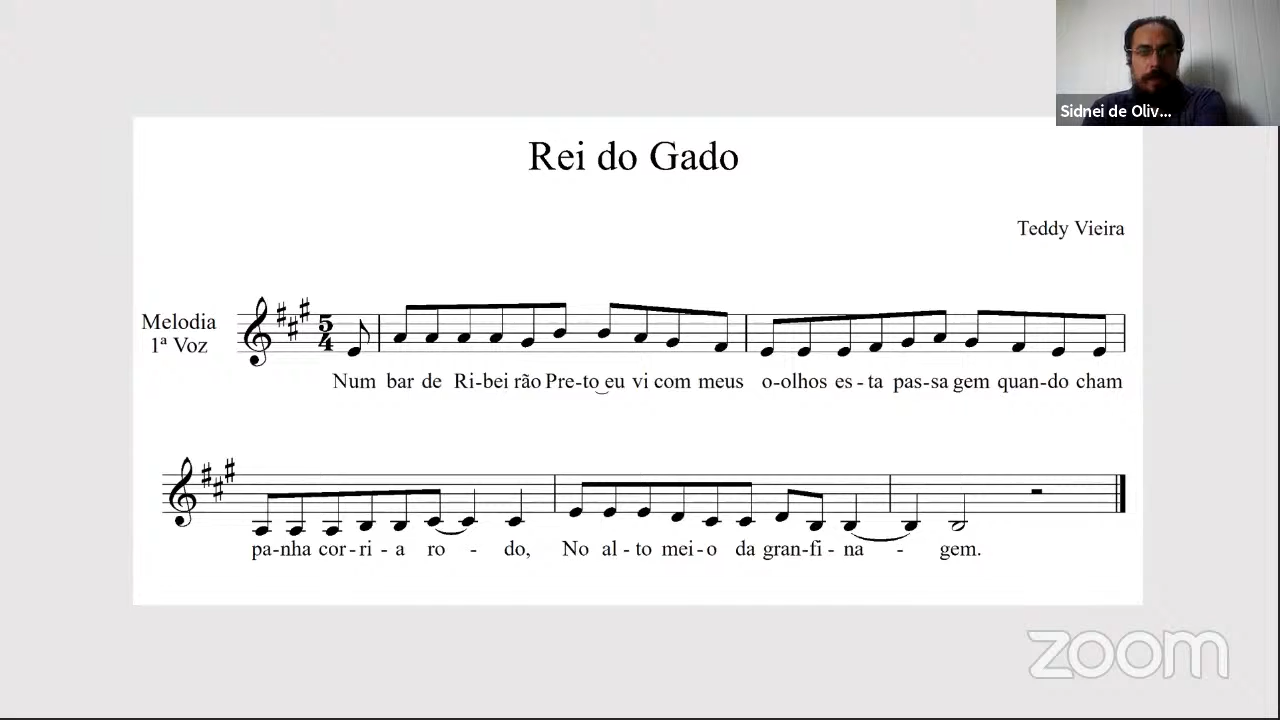 Sidnei de Oliv...
Rei do Gado
Teddy Vieira
Melodia
1ª Voz
5
4
Num bar de Ri-bei rão Pre-to‿eu vi com meus o-olhos es-ta pas-sa gem quan-do cham
pa-nha cor-ri-a ro-do, No al-to mei-o da gran-fi-na-gem.
zoom